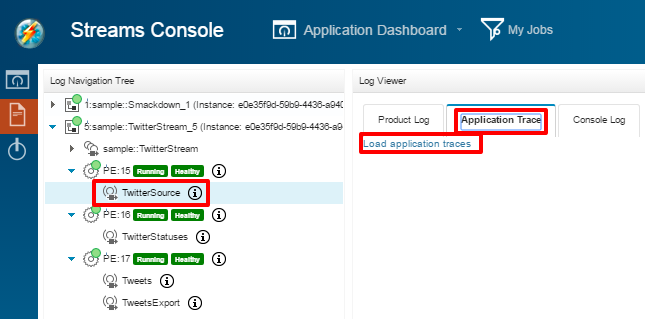 Streams Console
Application Dashboard
My Jobs
Log Navigation Tree
1:sample::Smackdown_1 (Instance: e0e35f9d-59b9-4436-a940
5:sample::TwitterStream_5 (Instance: e0e35f9d-59b9-4436-a
sample::TwitterStream
PE:15 Running Healthy
TwitterSource
PE:16 Running Healthy
TwitterStatuses
PE:17 Running Healthy
Tweets
TweetsExport
Log Viewer
Product Log Application Trace Console Log
Load application traces